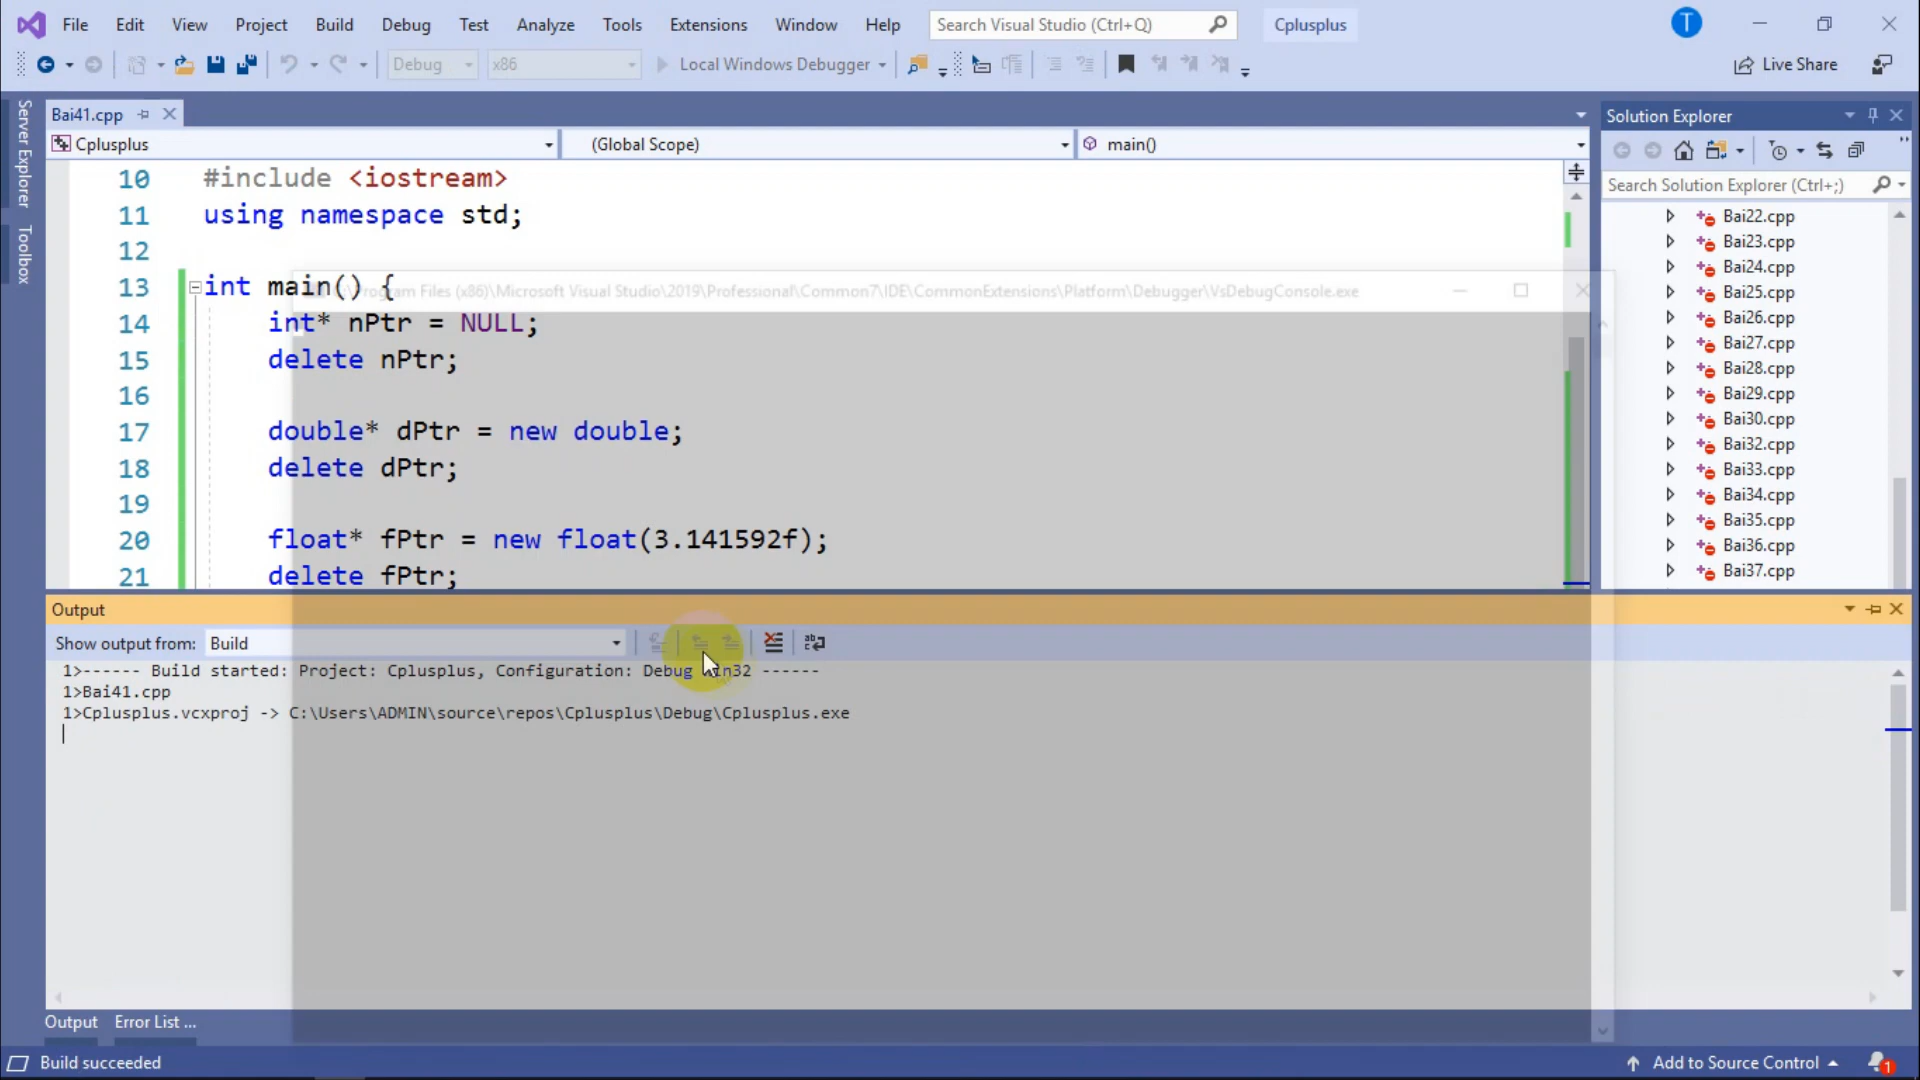 File Edit View Project Build Debug Test Analyze Tools Extensions Window Help Search Visual Studio (Ctrl+Q) Cplusplus T
Debug x86 Local Windows Debugger Live Share
Server Explorer
Toolbox
Bai41.cpp
Cplusplus (Global Scope) main()
10 #include <iostream>
11 using namespace std;
12
13 int main() {
C:\Program Files (x86)\Microsoft Visual Studio\2019\Professional\Common7\IDE\CommonExtensions\Platform\Debugger\VsDebugConsole.exe
14 int* nPtr = NULL;
15 delete nPtr;
16
17 double* dPtr = new double;
18 delete dPtr;
19
20 float* fPtr = new float(3.141592f);
21 delete fPtr;
Solution Explorer
Search Solution Explorer (Ctrl+;)
Bai22.cpp
Bai23.cpp
Bai24.cpp
Bai25.cpp
Bai26.cpp
Bai27.cpp
Bai28.cpp
Bai29.cpp
Bai30.cpp
Bai32.cpp
Bai33.cpp
Bai34.cpp
Bai35.cpp
Bai36.cpp
Bai37.cpp
Output
Show output from: Build
1>------ Build started: Project: Cplusplus, Configuration: Debug Win32 ------
1>Bai41.cpp
1>Cplusplus.vcxproj -> C:\Users\ADMIN\source\repos\Cplusplus\Debug\Cplusplus.exe
Output Error List ...
Build succeeded Add to Source Control 1